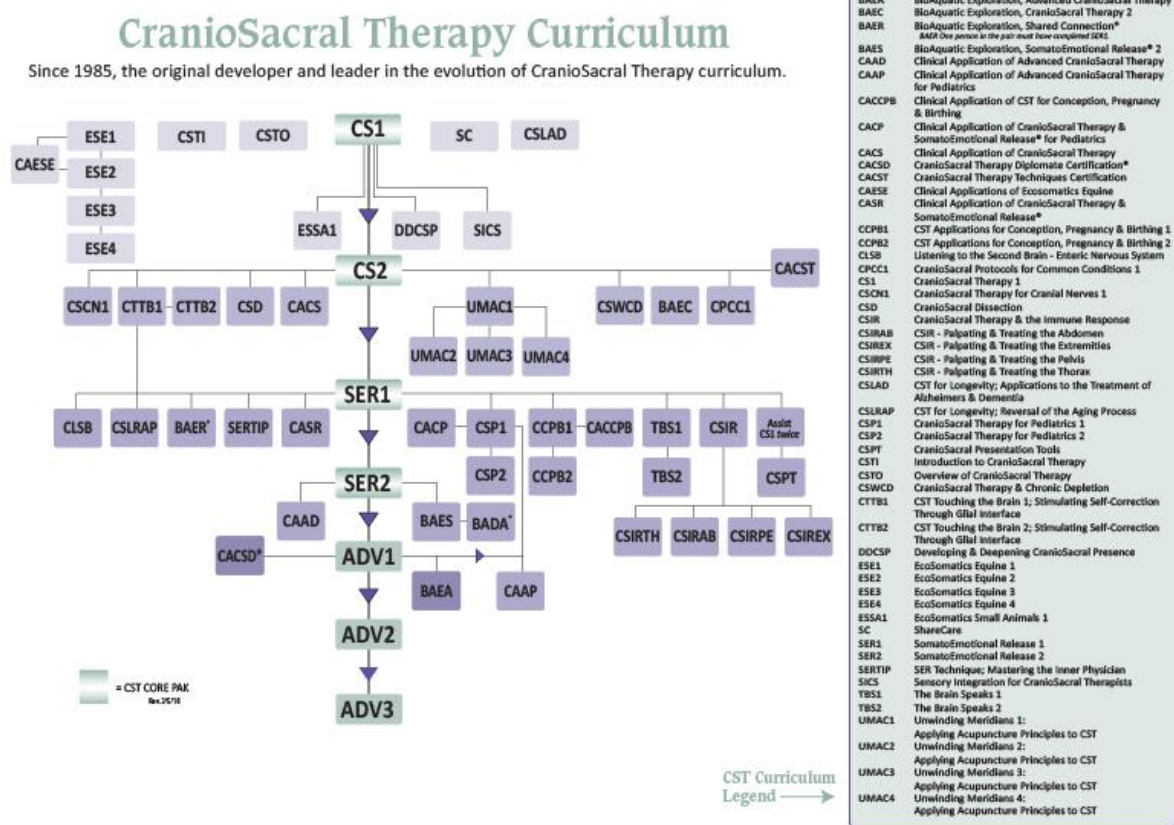 CranioSacral Therapy Curriculum
Since 1985, the original developer and leader in the evolution of CranioSacral Therapy curriculum.
ESE1
CSTI
CSTO
CS1
SC
CSLAD
CAESE
ESE2
ESE3
ESE4
ESSA1
DDCSP
SICS
CS2
CACST
CSCN1
CTTB1
CTTB2
CSD
CACS
UMAC1
CSWCD
BAEC
CPCC1
UMAC2
UMAC3
UMAC4
SER1
CLSB
CSLRAP
BAER*
SERTIP
CASR
CACP
CSP1
CCPB1
CACCPB
TBS1
CSIR
Assist
CS1 twice
CSP2
CCPB2
TBS2
CSPT
SER2
CAAD
BAES
BADA*
CSIRTH
CSIRAB
CSIRPE
CSIREX
CACSD*
ADV1
BAEA
CAAP
ADV2
ADV3
= CST CORE PAK
CST Curriculum
Legend
BAEA BioAquatic Exploration, Advanced CranioSacral Therapy
BAEC BioAquatic Exploration, CranioSacral Therapy 2
BAER BioAquatic Exploration, Shared Connection*
BAER One person in the pair must have completed SER1.
BAES BioAquatic Exploration, SomatoEmotional Release® 2
CAAD Clinical Application of Advanced CranioSacral Therapy
CAAP Clinical Application of Advanced CranioSacral Therapy
for Pediatrics
CACCPB Clinical Application of CST for Conception, Pregnancy
& Birthing
CACP Clinical Application of CranioSacral Therapy &
SomatoEmotional Release® for Pediatrics
CACS Clinical Application of CranioSacral Therapy
CACSD CranioSacral Therapy Diplomate Certification*
CACST CranioSacral Therapy Techniques Certification
CAESE Clinical Applications of Ecosomatics Equine
CASR Clinical Application of CranioSacral Therapy &
SomatoEmotional Release®
CCPB1 CST Applications for Conception, Pregnancy & Birthing 1
CCPB2 CST Applications for Conception, Pregnancy & Birthing 2
CLSB Listening to the Second Brain - Enteric Nervous System
CPCC1 CranioSacral Protocols for Common Conditions 1
CS1 CranioSacral Therapy 1
CSCN1 CranioSacral Therapy for Cranial Nerves 1
CSD CranioSacral Dissection
CSIR CranioSacral Therapy & the Immune Response
CSIRAB CSIR - Palpating & Treating the Abdomen
CSIREX CSIR - Palpating & Treating the Extremities
CSIRPE CSIR - Palpating & Treating the Pelvis
CSIRTH CSIR - Palpating & Treating the Thorax
CSLAD CST for Longevity; Applications to the Treatment of
Alzheimers & Dementia
CSLRAP CST for Longevity; Reversal of the Aging Process
CSP1 CranioSacral Therapy for Pediatrics 1
CSP2 CranioSacral Therapy for Pediatrics 2
CSPT CranioSacral Presentation Tools
CSTI Introduction to CranioSacral Therapy
CSTO Overview of CranioSacral Therapy
CSWCD CranioSacral Therapy & Chronic Depletion
CTTB1 CST Touching the Brain 1; Stimulating Self-Correction
Through Glial Interface
CTTB2 CST Touching the Brain 2; Stimulating Self-Correction
Through Glial Interface
DDCSP Developing & Deepening CranioSacral Presence
ESE1 EcoSomatics Equine 1
ESE2 EcoSomatics Equine 2
ESE3 EcoSomatics Equine 3
ESE4 EcoSomatics Equine 4
ESSA1 EcoSomatics Small Animals 1
SC ShareCare
SER1 SomatoEmotional Release 1
SER2 SomatoEmotional Release 2
SERTIP SER Technique; Mastering the Inner Physician
SICS Sensory Integration for CranioSacral Therapists
TBS1 The Brain Speaks 1
TBS2 The Brain Speaks 2
UMAC1 Unwinding Meridians 1:
Applying Acupuncture Principles to CST
UMAC2 Unwinding Meridians 2:
Applying Acupuncture Principles to CST
UMAC3 Unwinding Meridians 3:
Applying Acupuncture Principles to CST
UMAC4 Unwinding Meridians 4:
Applying Acupuncture Principles to CST